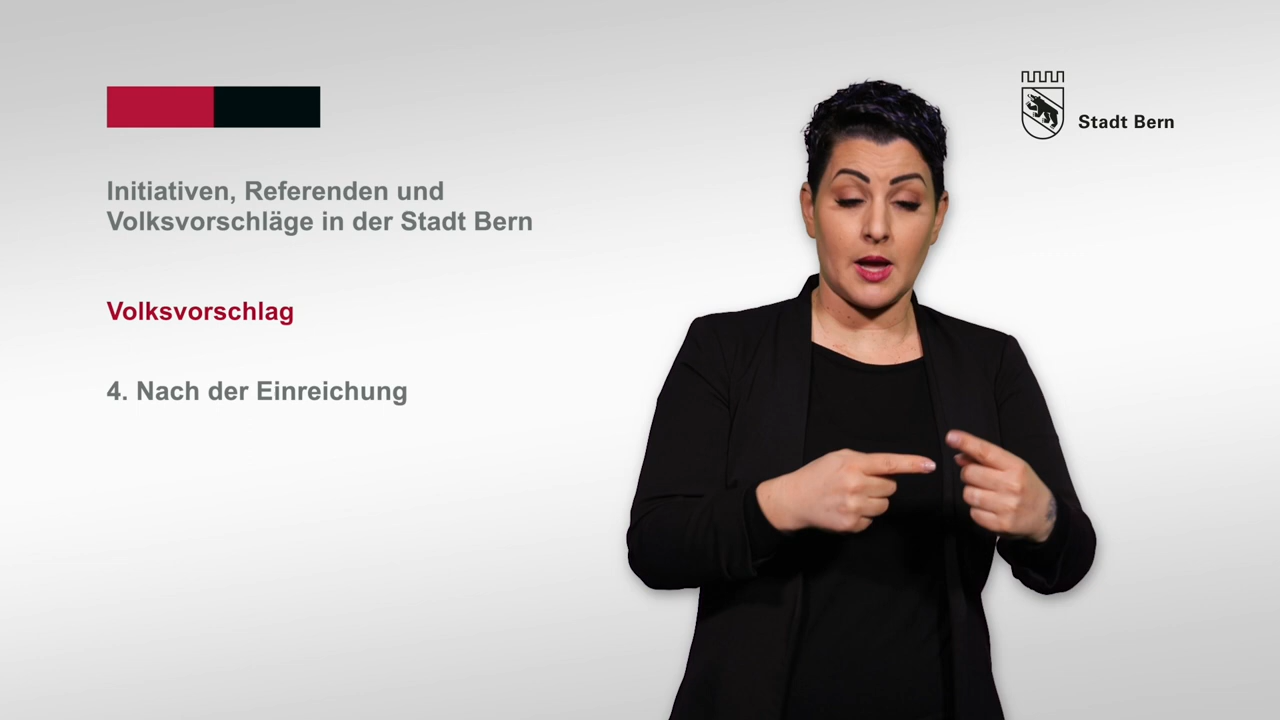 Stadt Bern
Initiativen, Referenden und
Volksvorschläge in der Stadt Bern
Volksvorschlag
4. Nach der Einreichung